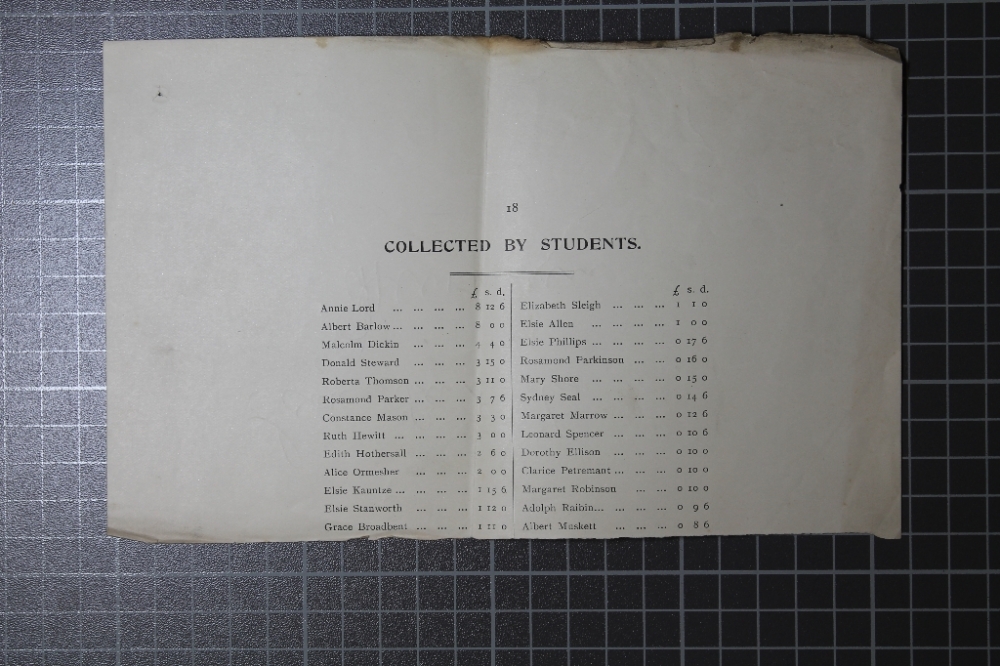 18
COLLECTED BY STUDENTS.
£ s. d.
Annie Lord ... ... ... ... 8 12 6
Albert Barlow ... ... ... ... 8 0 0
Malcolm Dickin ... ... ... 4 4 0
Donald Steward ... ... ... 3 15 0
Roberta Thomson ... ... ... 3 11 0
Rosamond Parker ... ... ... 3 7 6
Constance Mason ... ... ... 3 3 0
Ruth Hewitt ... ... ... ... 3 0 0
Edith Hothersall ... ... ... 2 6 0
Alice Ormesher ... ... ... 2 0 0
Elsie Kauntze ... ... ... ... 1 15 6
Elsie Stanworth ... ... ... 1 12 0
Grace Broadbent ... ... ... 1 11 0
£ s. d.
Elizabeth Sleigh ... ... ... 1 1 0
Elsie Allen ... ... ... 1 0 0
Elsie Phillips ... ... ... 0 17 6
Rosamond Parkinson ... ... 0 16 0
Mary Shore ... ... ... 0 15 0
Sydney Seal ... ... ... 0 14 6
Margaret Marrow ... ... ... 0 12 6
Leonard Spencer ... ... ... 0 10 6
Dorothy Ellison ... ... ... 0 10 0
Clarice Petremant ... ... ... 0 10 0
Margaret Robinson ... ... 0 10 0
Adolph Raibin... ... ... ... 0 9 6
Albert Muskett ... ... ... 0 8 6